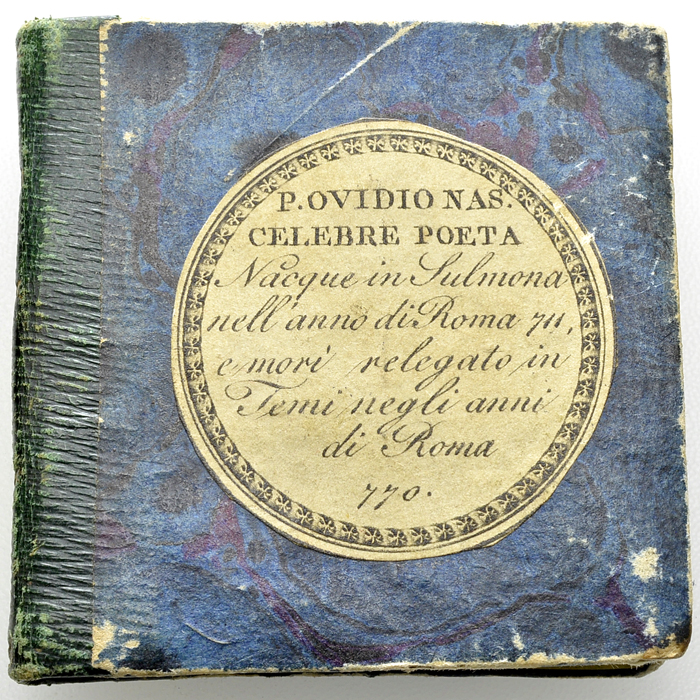 P. OVIDIO NAS.
CELEBRE POETA
Nacque in Sulmona
nell'anno di Roma 711,
e morì relegato in
Temi negli anni
di Roma
770.